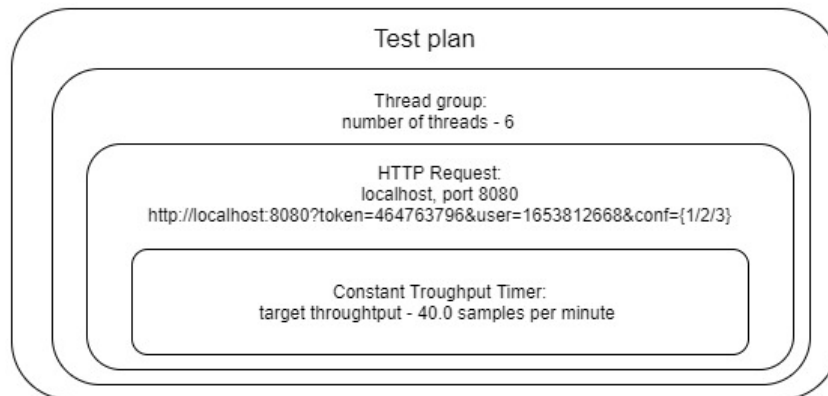 Test plan
Thread group:
number of threads - 6
HTTP Request:
localhost, port 8080
http://localhost:8080?token=464763796&user=1653812668&conf={1/2/3}
Constant Troughput Timer:
target throughtput - 40.0 samples per minute